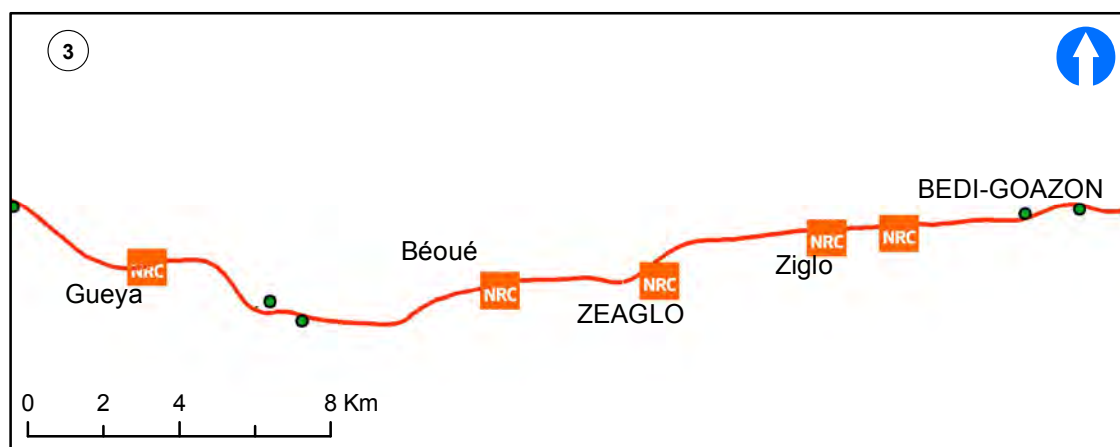 3
BEDI-GOAZON
NRC
NRC
Béoué
Ziglo
NRC
Gueya
NRC
NRC
ZEAGLO
0 2 4 8 Km